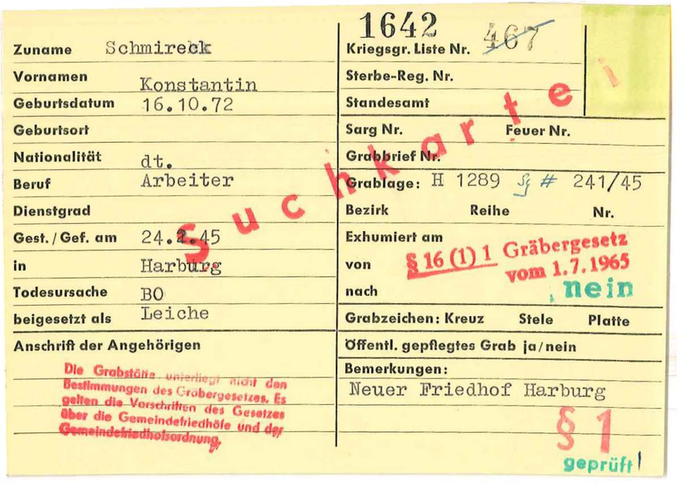 1642
Zuname Schmireck
Kriegsgr. Liste Nr. 467
Vornamen Konstantin
Sterbe-Reg. Nr.
Geburtsdatum 16.10.72
Standesamt
Geburtsort
Sarg Nr. Feuer Nr.
Nationalität dt.
Grabbrief Nr.
Beruf Arbeiter
Grablage: H 1289 # 241/45
Dienstgrad
Bezirk Reihe Nr.
Suchkartei
Gest./Gef. am 24.2.45
Exhumiert am
in Harburg
von
§ 16 (1) 1 Gräbergesetz
vom 1.7.1965
Todesursache BO
nach
, nein
beigesetzt als Leiche
Grabzeichen: Kreuz Stele Platte
Anschrift der Angehörigen
Öffentl. gepflegtes Grab ja/nein
Die Grabstätte unterliegt nicht den
Bestimmungen des Gräbergesetzes. Es
gelten die Vorschriften des Gesetzes
über die Gemeindefriedhöfe und der
Gemeindefriedhofsordnung.
Bemerkungen:
Neuer Friedhof Harburg
§ 1
geprüft!